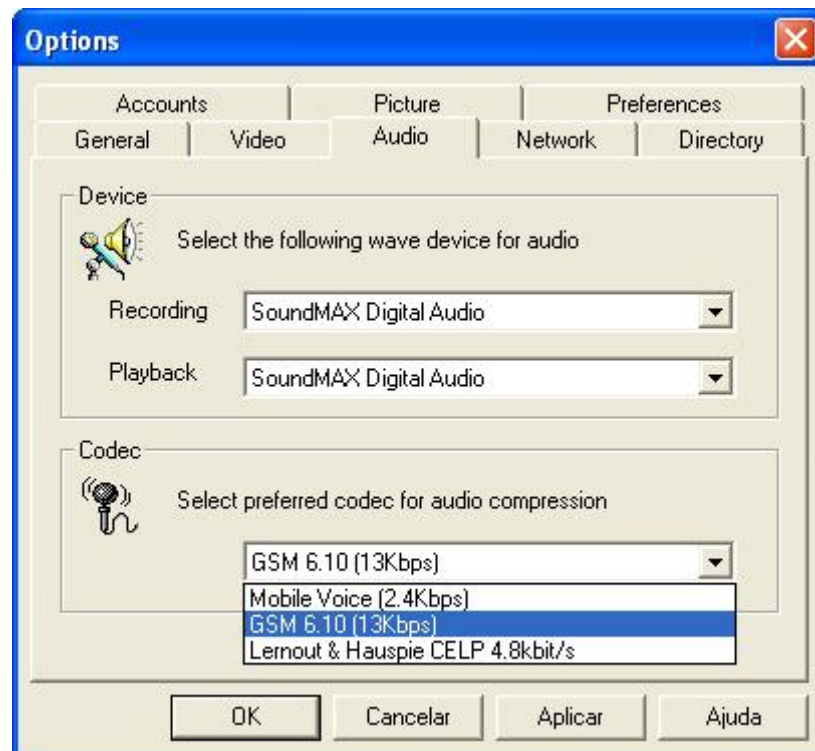 Options
Accounts Picture Preferences
General Video Audio Network Directory
Device
Select the following wave device for audio
Recording SoundMAX Digital Audio
Playback SoundMAX Digital Audio
Codec
Select preferred codec for audio compression
GSM 6.10 (13Kbps)
Mobile Voice (2.4Kbps)
GSM 6.10 (13Kbps)
Lernout & Hauspie CELP 4.8kbit/s
OK Cancelar Aplicar Ajuda